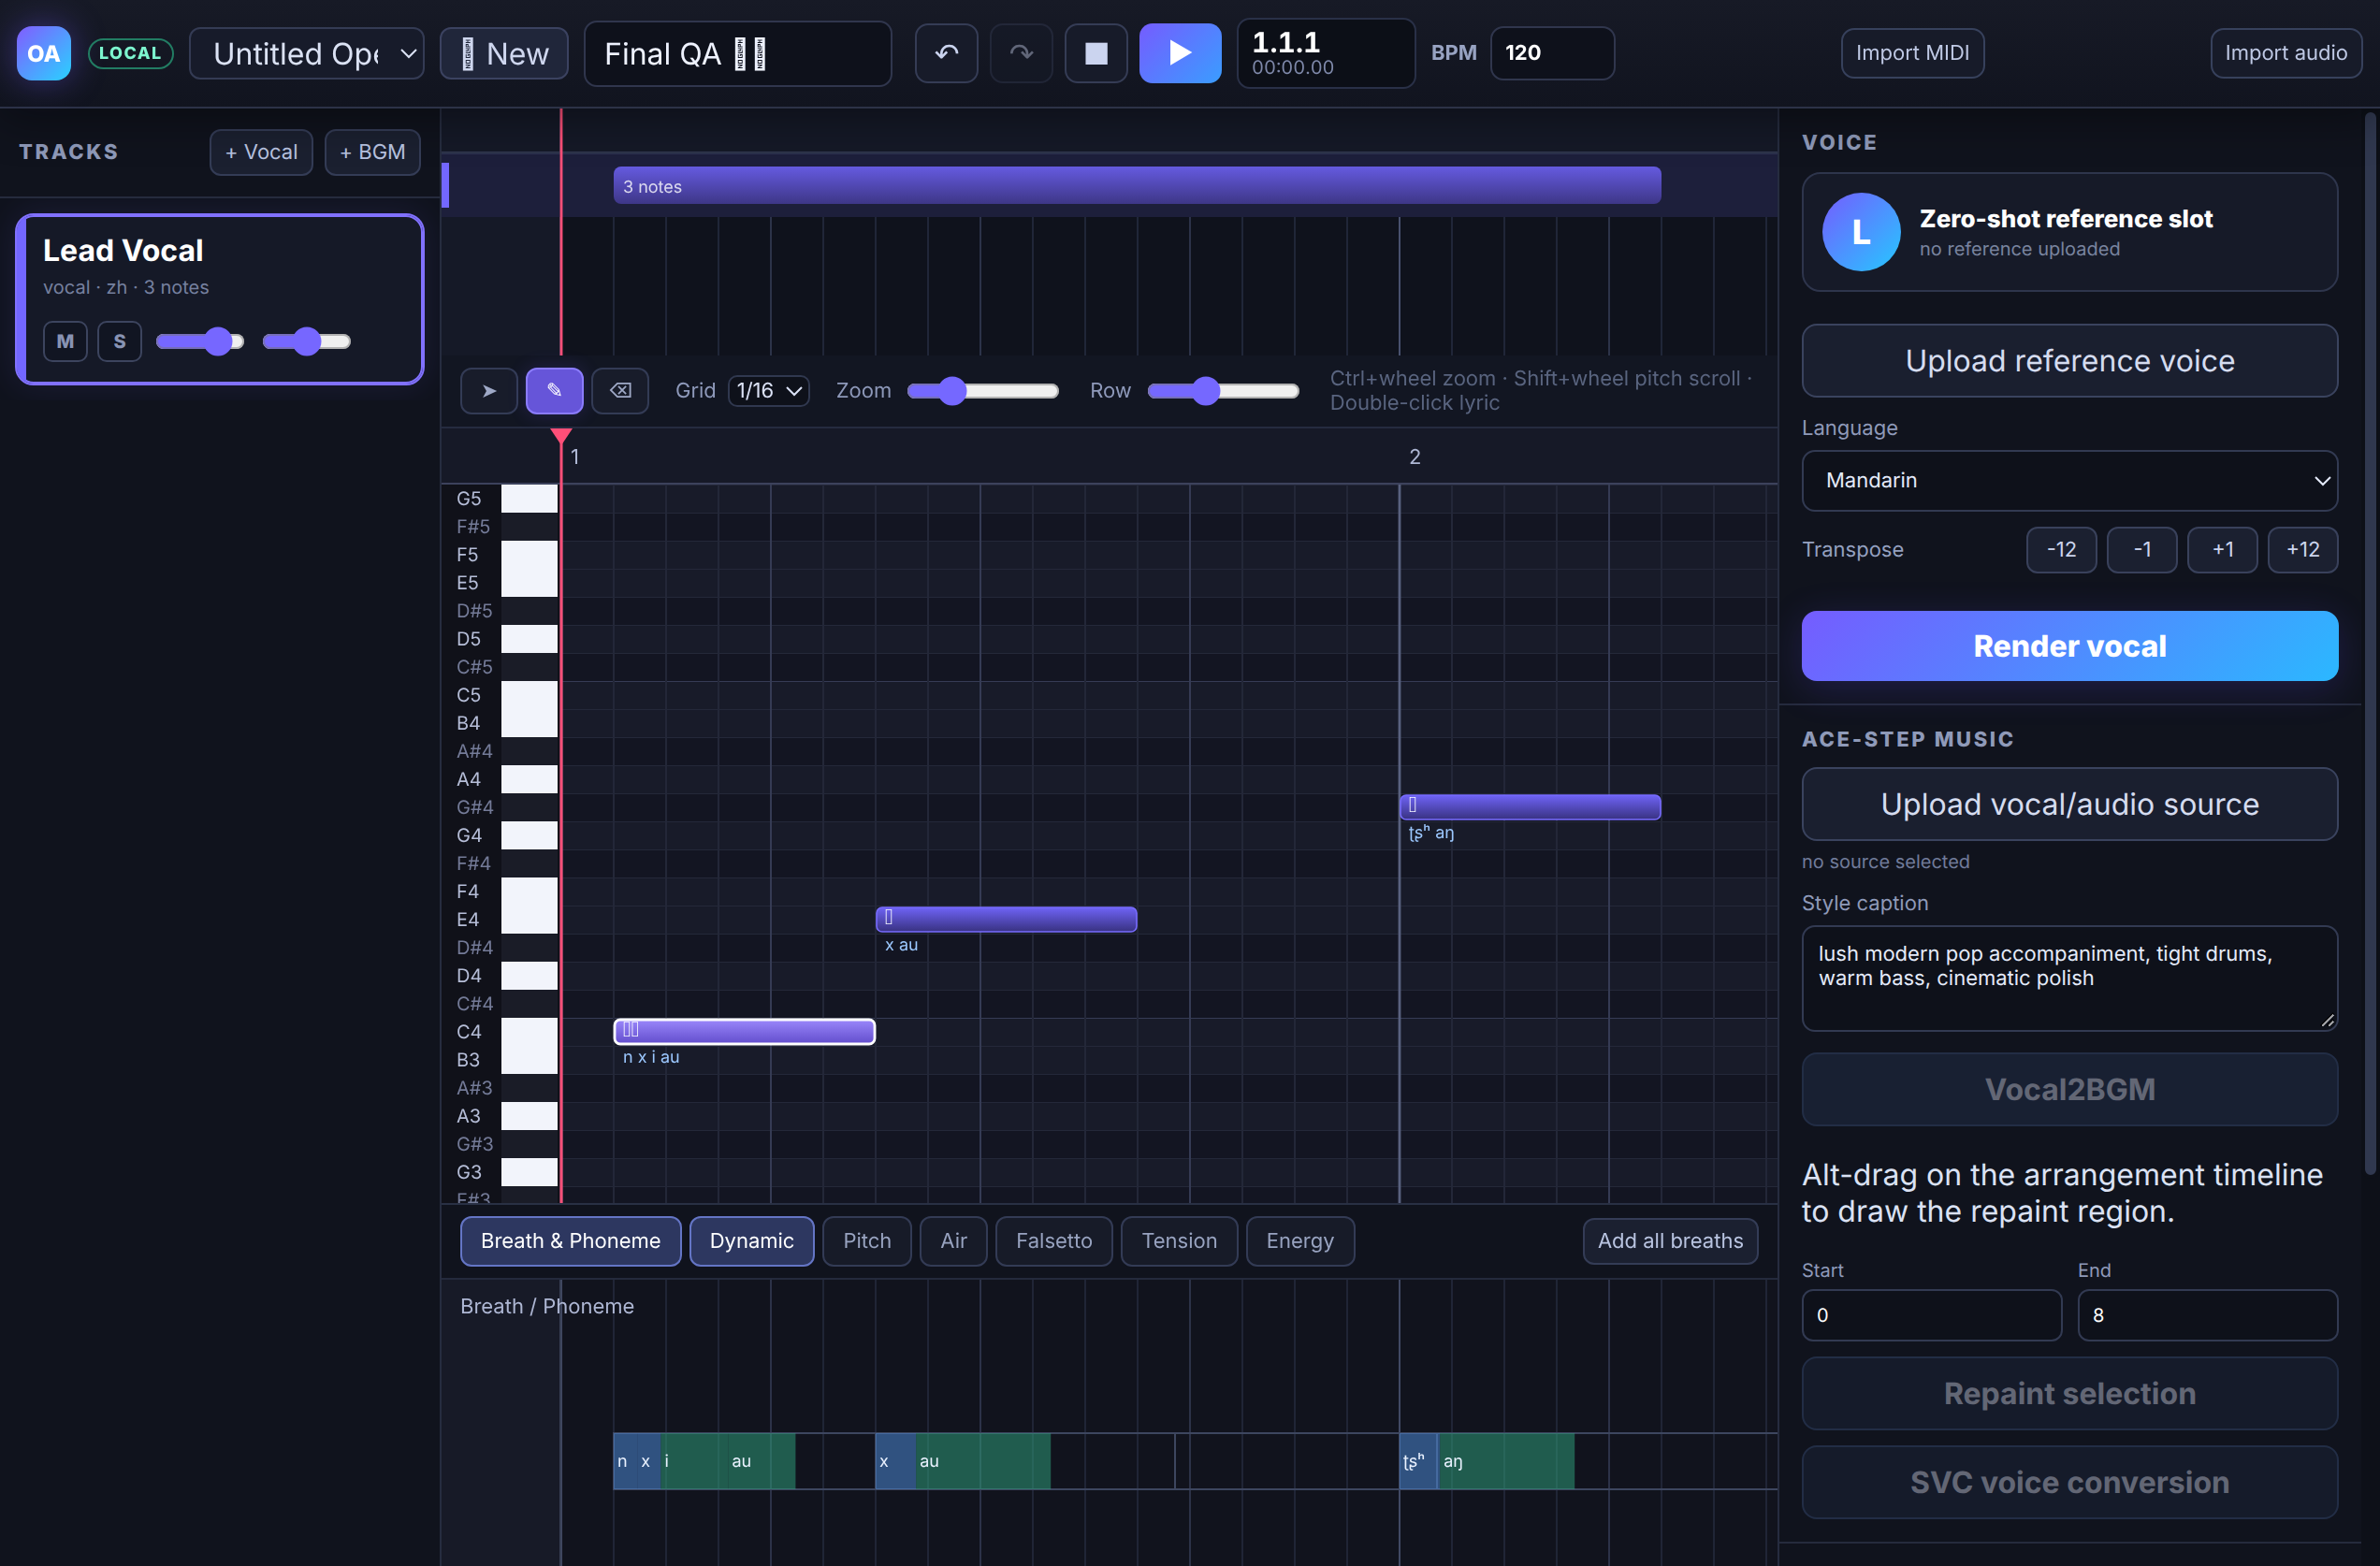 OA
LOCAL
Untitled Ope
New
Final QA
1.1.1
00:00.00
BPM
120
Import MIDI
Import audio
TRACKS
+ Vocal
+ BGM
Lead Vocal
vocal · zh · 3 notes
M
S
3 notes
Grid
1/16
Zoom
Row
Ctrl+wheel zoom · Shift+wheel pitch scroll ·
Double-click lyric
1
2
G5
F#5
F5
E5
D#5
D5
C#5
C5
B4
A#4
A4
G#4
G4
F#4
F4
E4
D#4
D4
C#4
C4
B3
A#3
A3
G#3
G3
F#3
ʈʂʰ aŋ
x au
n x i au
Breath & Phoneme
Dynamic
Pitch
Air
Falsetto
Tension
Energy
Add all breaths
Breath / Phoneme
n x i au
x au
ʈʂʰ aŋ
VOICE
L
Zero-shot reference slot
no reference uploaded
Upload reference voice
Language
Mandarin
Transpose
-12
-1
+1
+12
Render vocal
ACE-STEP MUSIC
Upload vocal/audio source
no source selected
Style caption
lush modern pop accompaniment, tight drums,
warm bass, cinematic polish
Vocal2BGM
Alt-drag on the arrangement timeline
to draw the repaint region.
Start
End
0
8
Repaint selection
SVC voice conversion